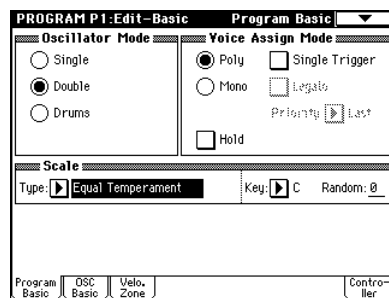 PROGRAM P1:Edit-Basic Program Basic
Oscillator Mode
Single
Double
Drums
Voice Assign Mode
Poly
Single Trigger
Mono
Legato
Priority
Last
Hold
Scale
Type: Equal Temperament
Key: C
Random: 0
Program Basic
OSC Basic
Velo. Zone
Contro-
ller